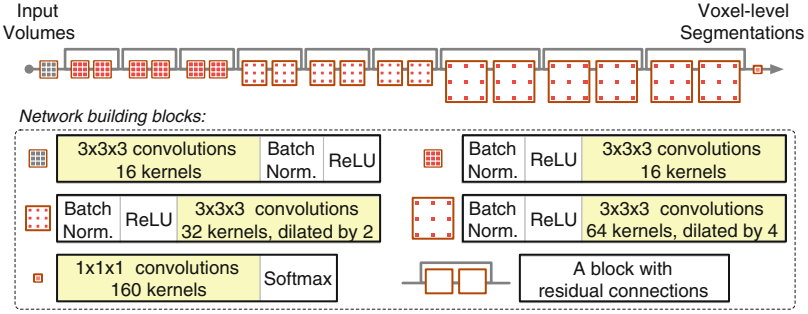 Input
Volumes
Voxel-level
Segmentations
Network building blocks:
3x3x3 convolutions
16 kernels
Batch
Norm.
ReLU
Batch
Norm.
ReLU
3x3x3 convolutions
16 kernels
Batch
Norm.
ReLU
3x3x3 convolutions
32 kernels, dilated by 2
Batch
Norm.
ReLU
3x3x3 convolutions
64 kernels, dilated by 4
1x1x1 convolutions
160 kernels
Softmax
A block with
residual connections